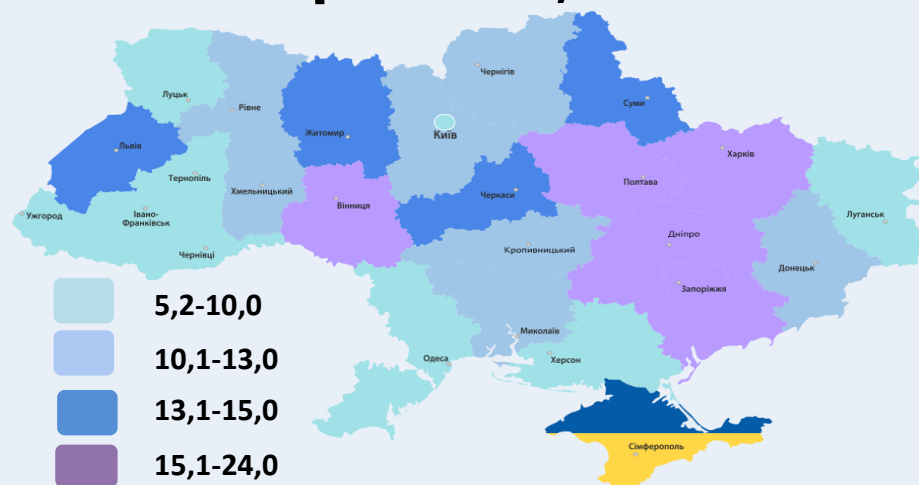 Чернігів
Луцьк
Рівне
Суми
Київ
Житомир
Львів
Харків
Тернопіль
Полтава
Хмельницький
Черкаси
Вінниця
Ужгород
Івано-
Франківськ
Луганськ
Дніпро
Чернівці
Кропивницький
Донецьк
Запоріжжя
5,2-10,0
Миколаїв
10,1-13,0
Одеса
Херсон
13,1-15,0
Сімферополь
15,1-24,0